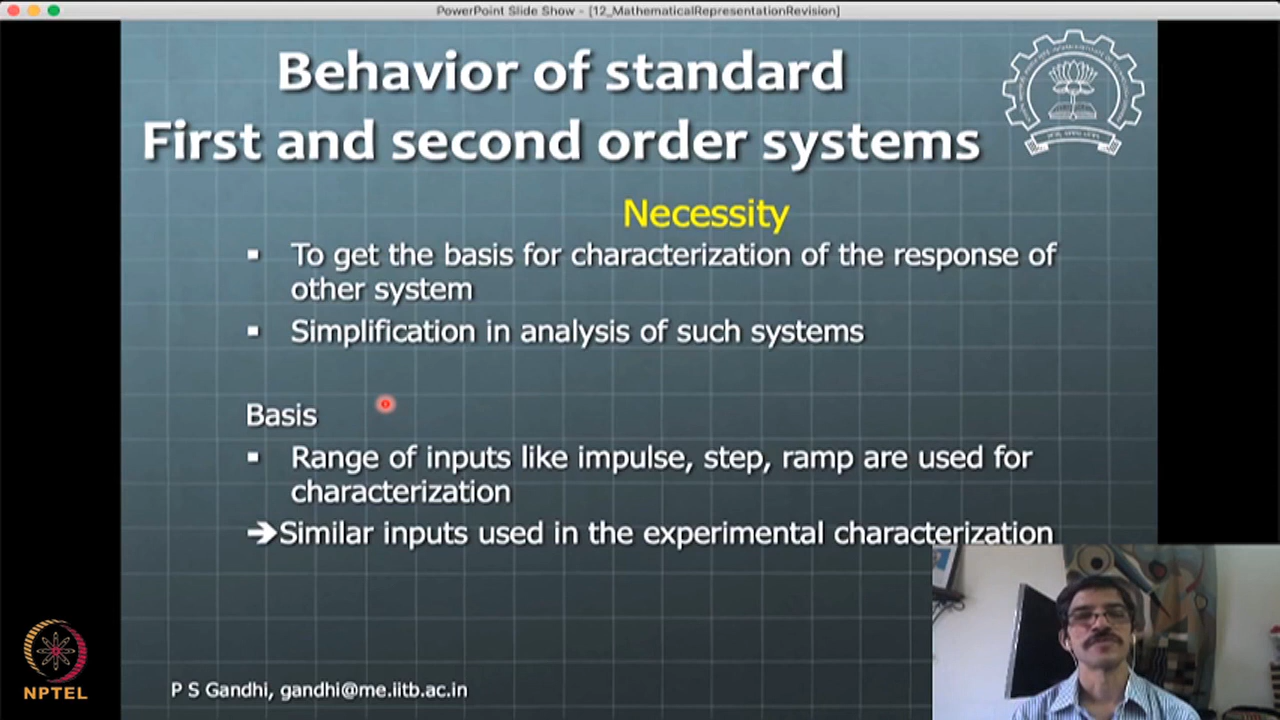 PowerPoint Slide Show - [12_MathematicalRepresentationRevision]
Behavior of standard
First and second order systems
Necessity
▪ To get the basis for characterization of the response of
other system
▪ Simplification in analysis of such systems
Basis
▪ Range of inputs like impulse, step, ramp are used for
characterization
➔Similar inputs used in the experimental characterization
NPTEL
P S Gandhi, gandhi@me.iitb.ac.in